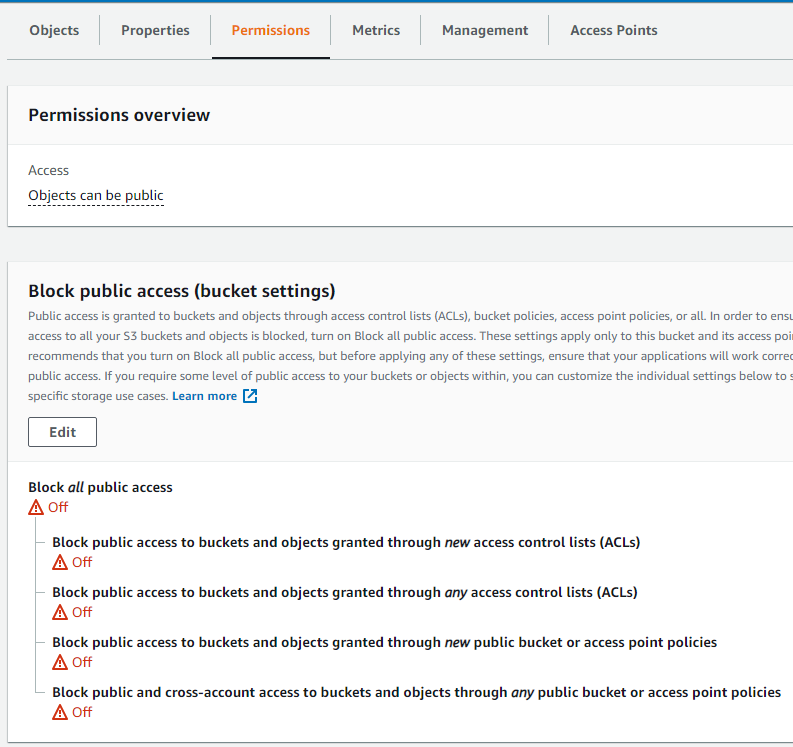 Objects
Properties
Permissions
Metrics
Management
Access Points
Permissions overview
Access
Objects can be public
Block public access (bucket settings)
Public access is granted to buckets and objects through access control lists (ACLs), bucket policies, access point policies, or all. In order to
access to all your S3 buckets and objects is blocked, turn on Block all public access. These settings apply only to this bucket and its access
recommends that you turn on Block all public access, but before applying any of these settings, ensure that your applications will work
public access. If you require some level of public access to your buckets or objects within, you can customize the individual settings below to
specific storage use cases. Learn more
Edit
Block all public access
Off
Block public access to buckets and objects granted through new access control lists (ACLs)
Off
Block public access to buckets and objects granted through any access control lists (ACLs)
Off
Block public access to buckets and objects granted through new public bucket or access point policies
Off
Block public and cross-account access to buckets and objects through any public bucket or access point policies
Off